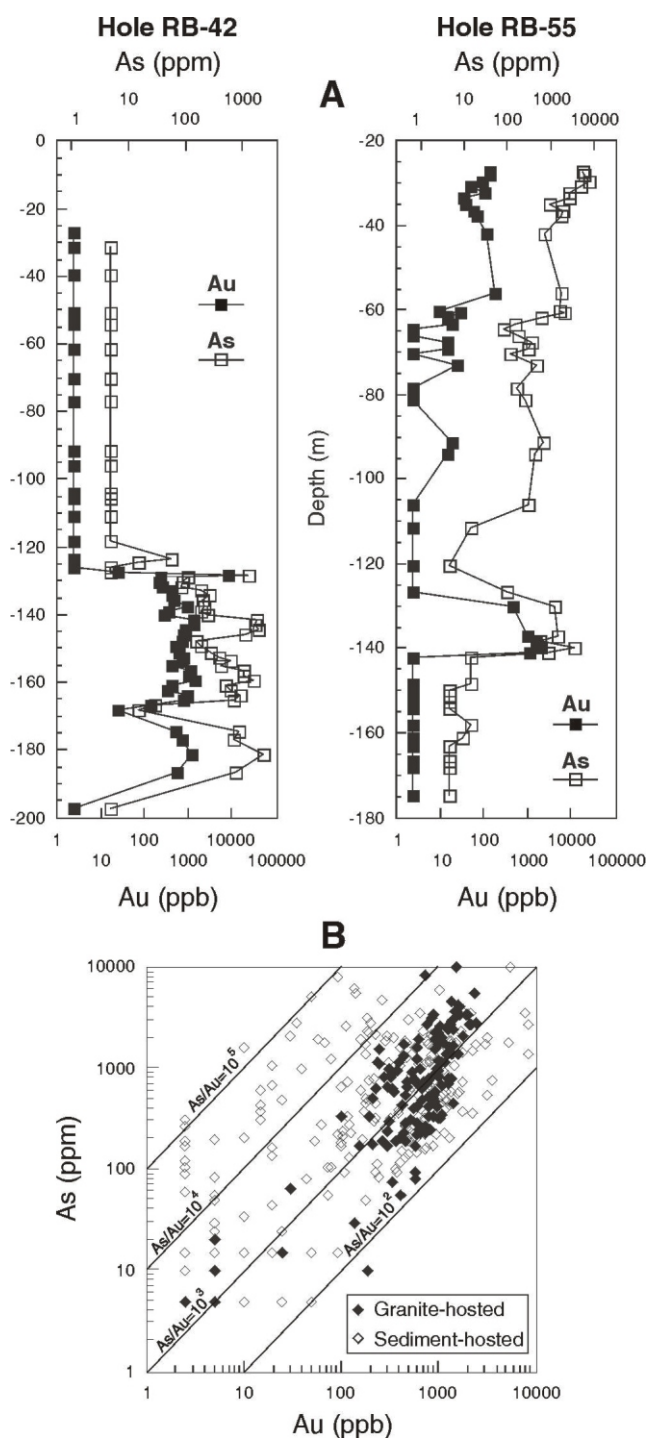 Hole RB-42
Hole RB-55
As (ppm)
As (ppm)
A
1 10 100 1000
1 10 100 1000 10000
0
-20
-40
-60
-80
-100
-120
-140
-160
-180
-200
Au
As
1 10 100 1000 10000 100000
Au (ppb)
Depth (m)
-20
-40
-60
-80
-100
-120
-140
-160
-180
Au
As
1 10 100 1000 10000 100000
Au (ppb)
B
As (ppm)
10000
1000
100
10
1
As/Au=10⁵
As/Au=10⁴
As/Au=10³
As/Au=10²
Granite-hosted
Sediment-hosted
1 10 100 1000 10000
Au (ppb)